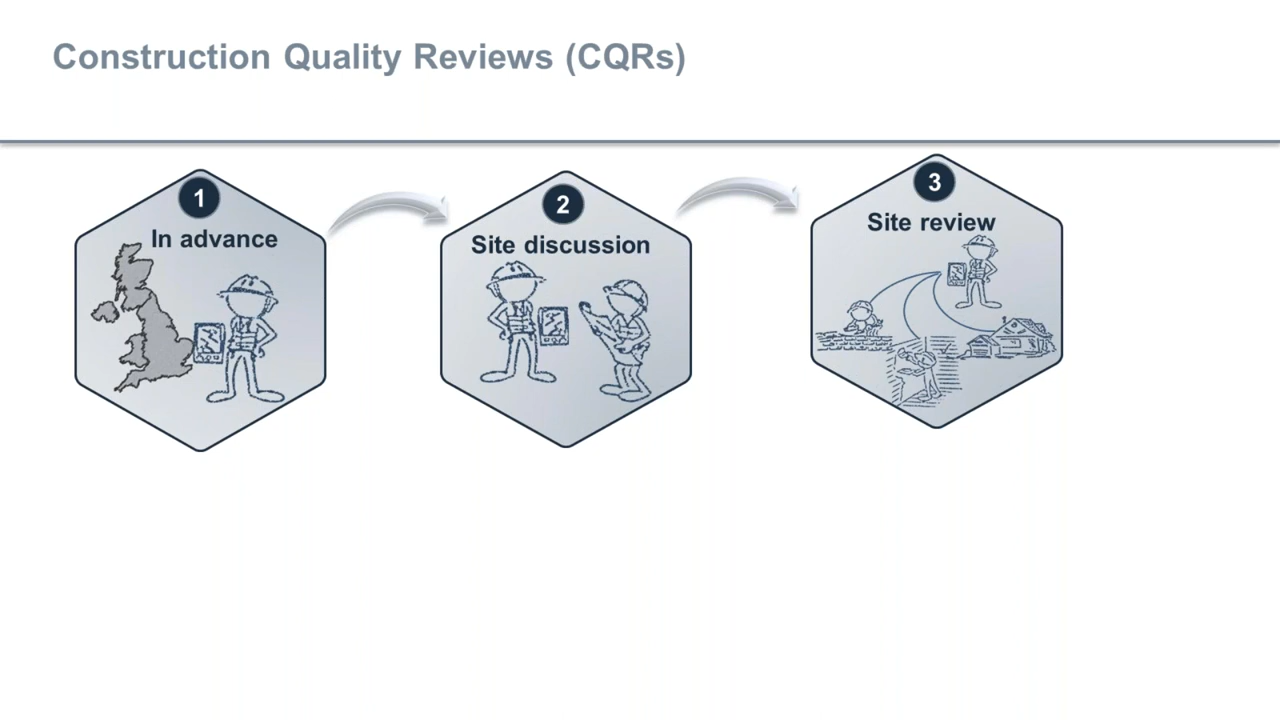 Construction Quality Reviews (CQRs)
1
In advance
2
Site discussion
3
Site review